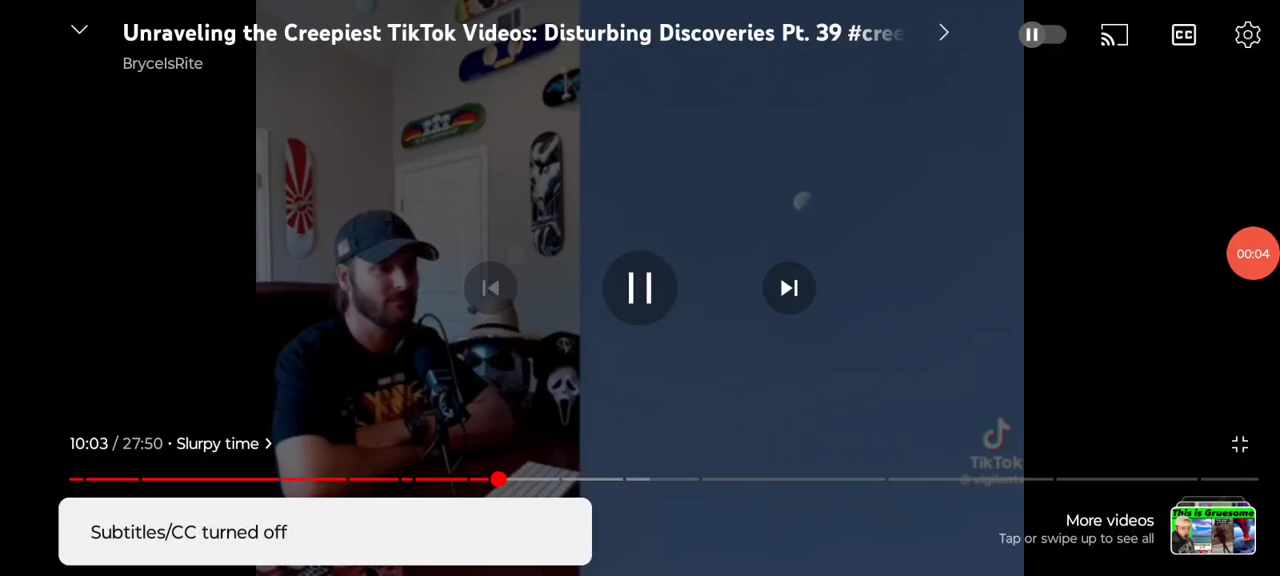 Unraveling the Creepiest TikTok Videos: Disturbing Discoveries Pt. 39 #cree
BryceIsRite
CC
00:04
10:03 / 27:50 · Slurpy time
TikTok
Subtitles/CC turned off
This is Gruesome
More videos
Tap or swipe up to see all